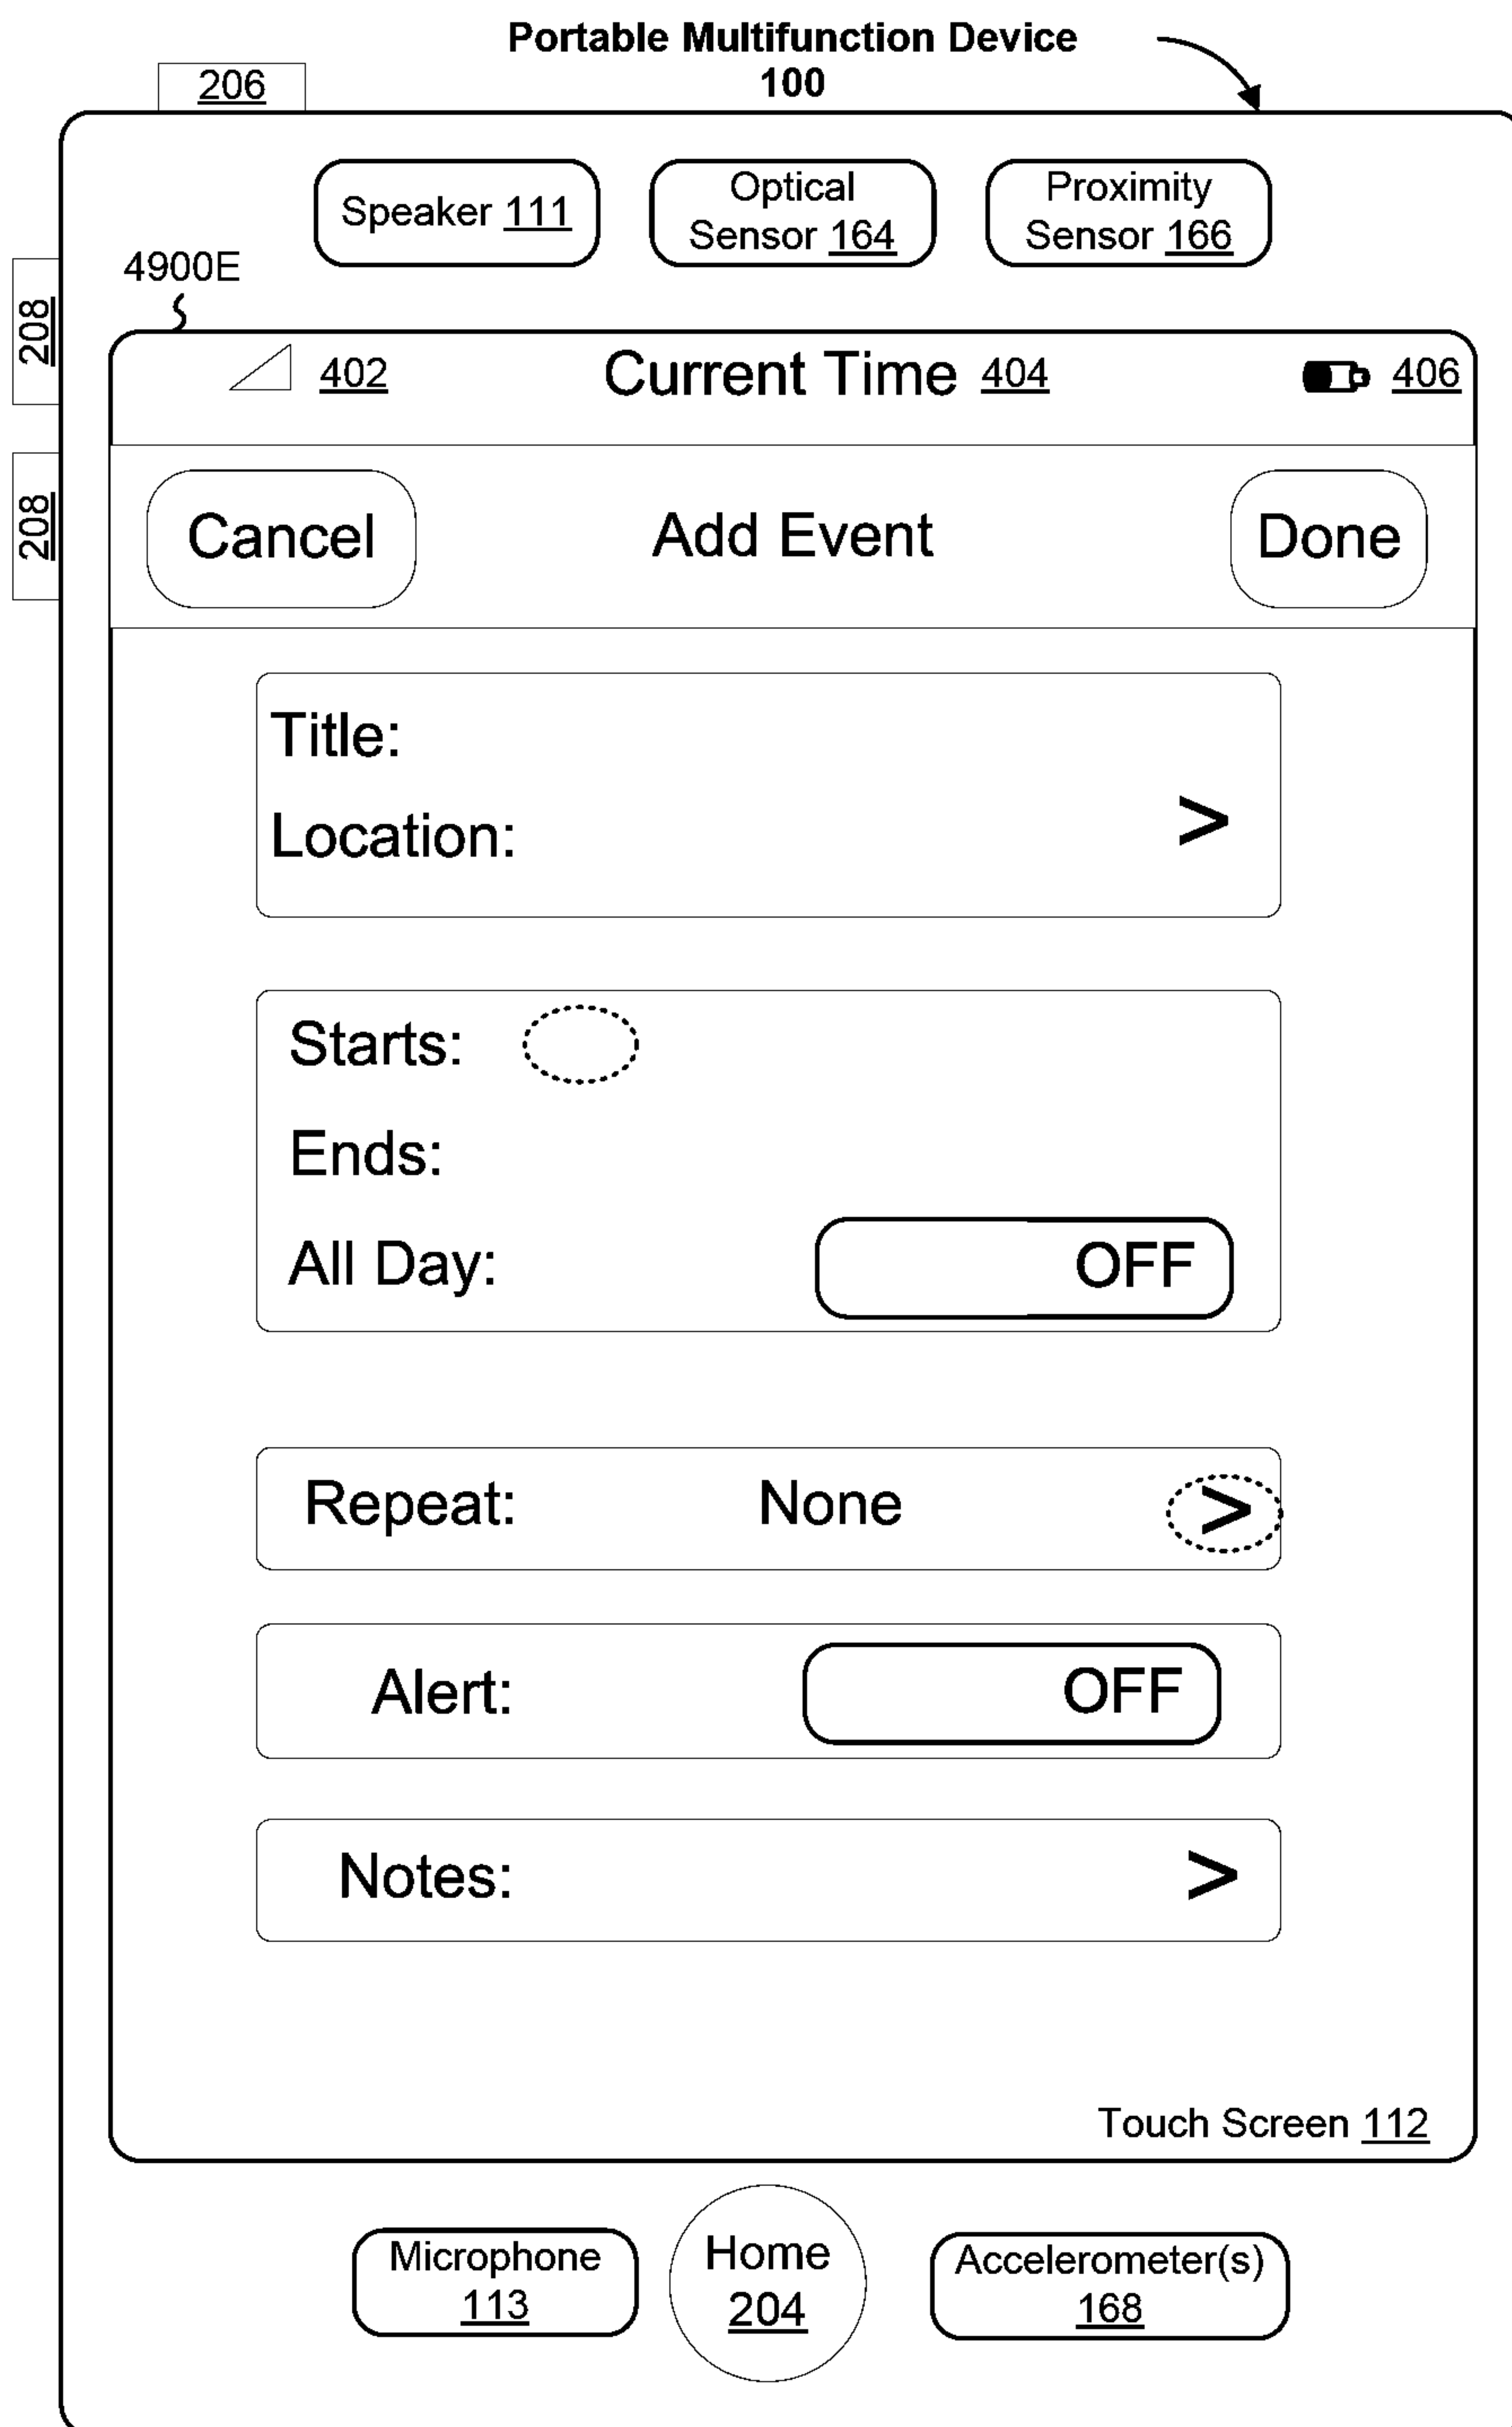 Portable Multifunction Device
100
206
Speaker 111
Optical
Sensor 164
Proximity
Sensor 166
4900E
208
208
402
Current Time 404
406
Cancel
Add Event
Done
Title:
Location:
>
Starts:
Ends:
All Day:
OFF
Repeat:
None
>
Alert:
OFF
Notes:
>
Touch Screen 112
Microphone
113
Home
204
Accelerometer(s)
168